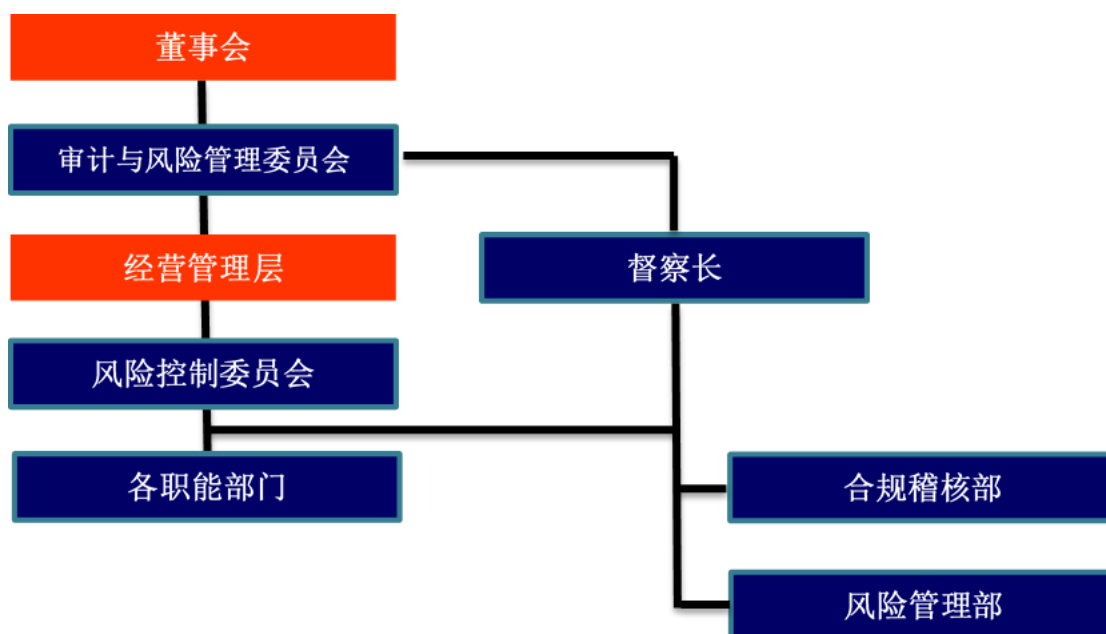 董事会
审计与风险管理委员会
经营管理层
督察长
风险控制委员会
各职能部门
合规稽核部
风险管理部